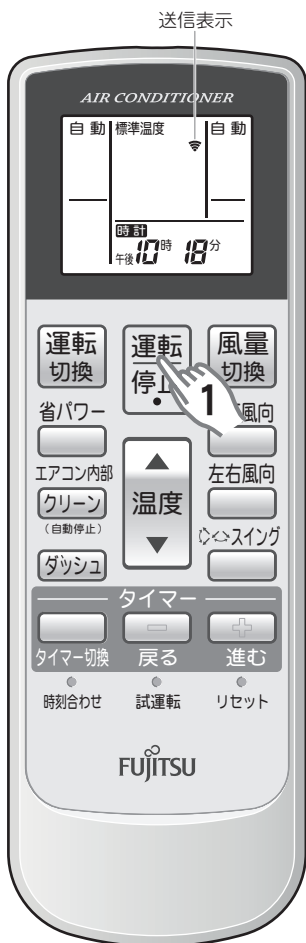 送信表示
AIR CONDITIONER
自動 標準温度 自動
時計
午後10時 18分
運転切換
運転
停止
風量切換
1
省パワー
風向
エアコン内部
クリーン
(自動停止)
温度
左右風向
スイング
ダッシュ
タイマー
タイマー切換 戻る 進む
時刻合わせ 試運転 リセット
FUJITSU